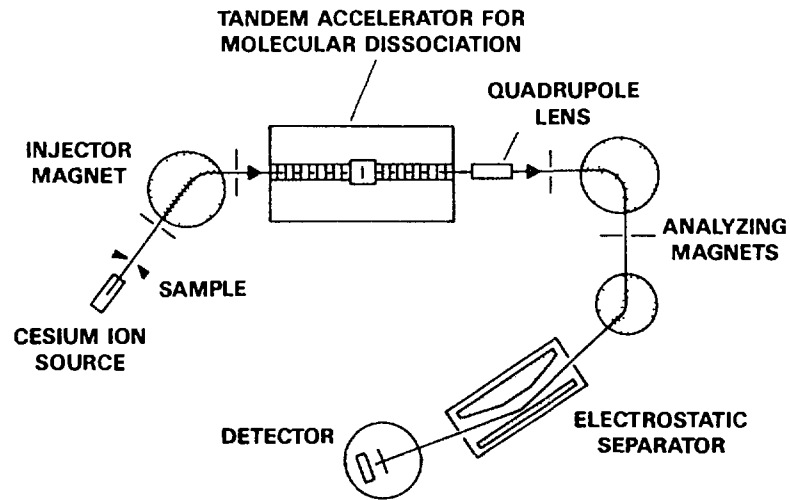 TANDEM ACCELERATOR FOR
MOLECULAR DISSOCIATION
QUADRUPOLE
LENS
INJECTOR
MAGNET
ANALYZING
MAGNETS
SAMPLE
CESIUM ION
SOURCE
ELECTROSTATIC
SEPARATOR
DETECTOR